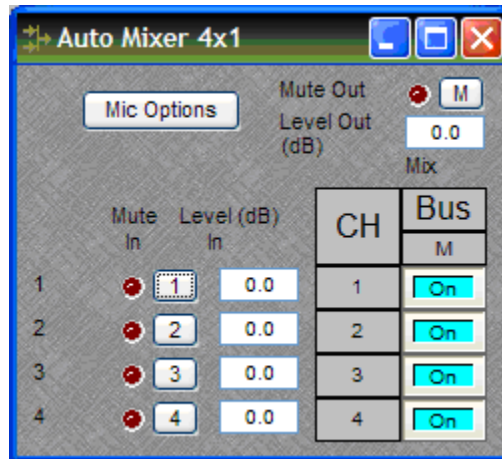 Auto Mixer 4x1
Mic Options
Mute Out
M
Level Out
(dB)
0.0
Mix
Mute
In
Level (dB)
In
CH
Bus
M
1 1 0.0 1 On
2 2 0.0 2 On
3 3 0.0 3 On
4 4 0.0 4 On